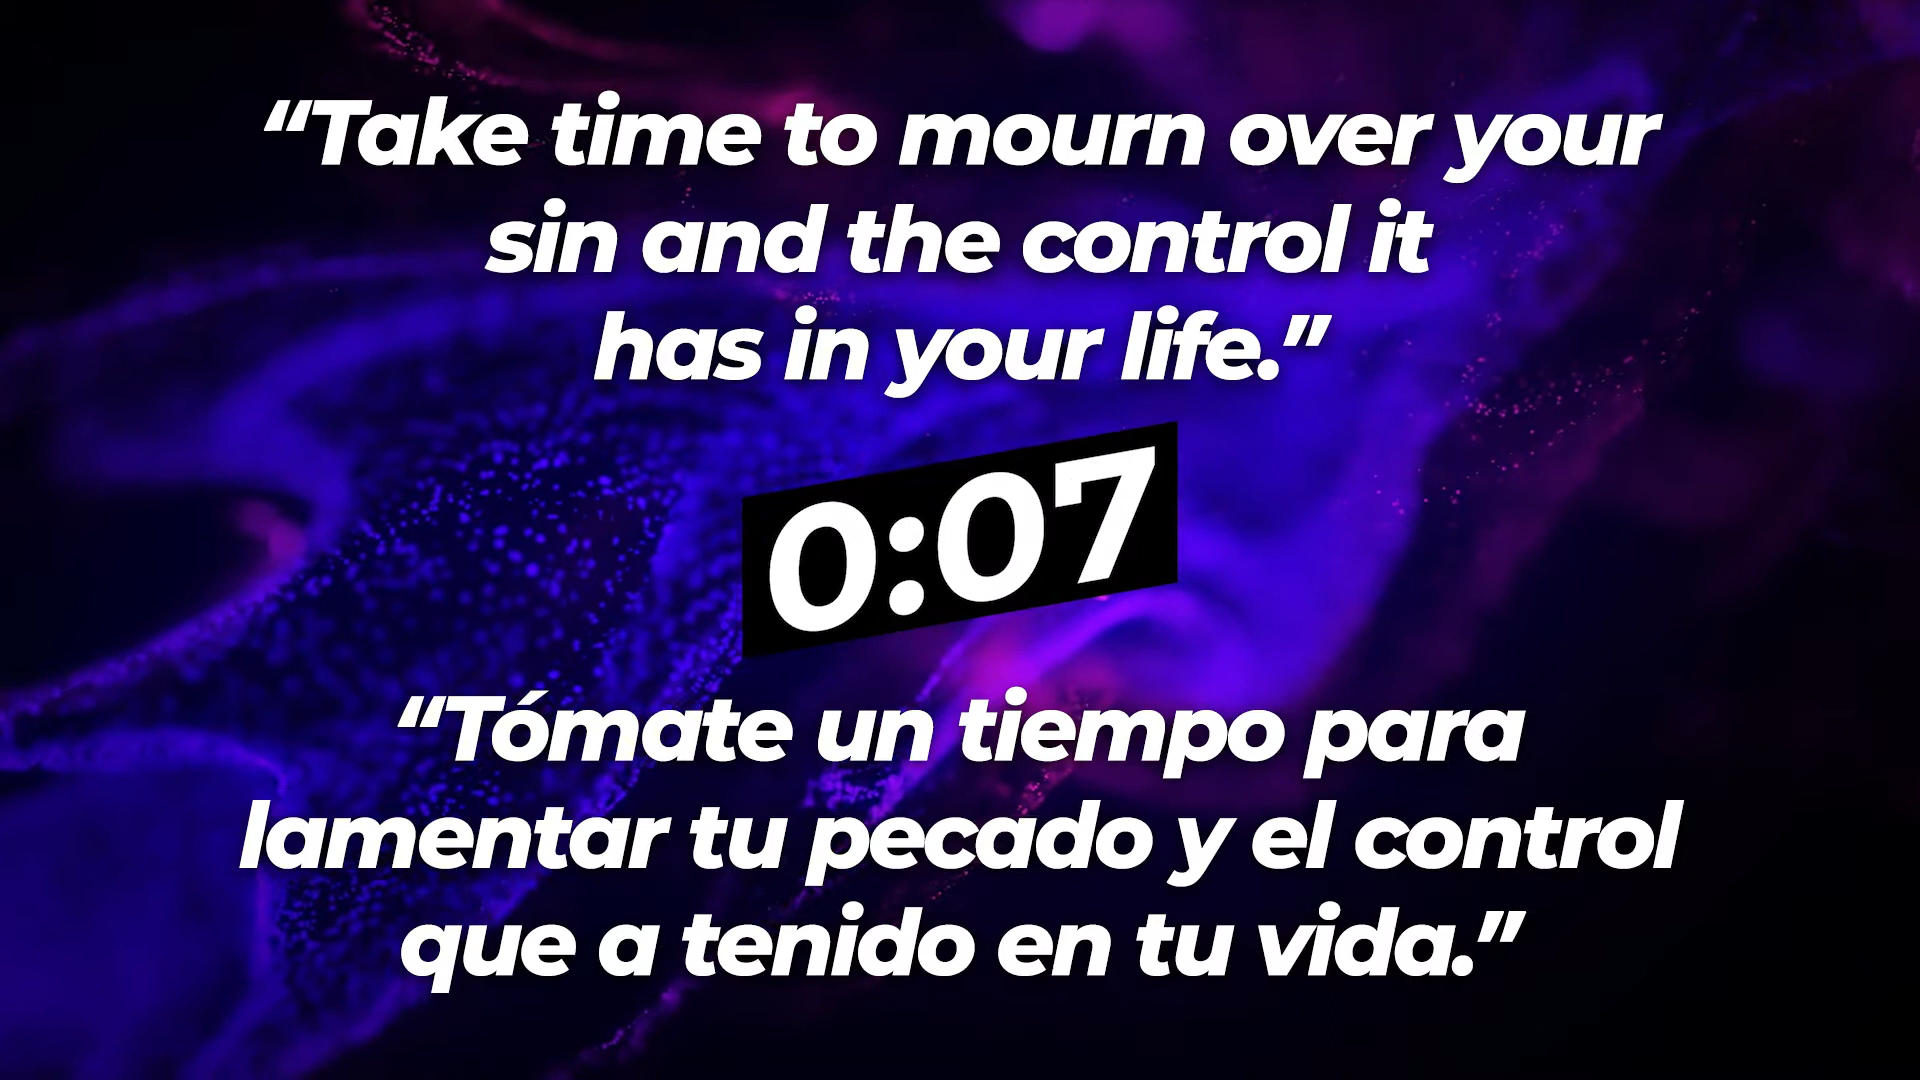 “Take time to mourn over your
sin and the control it
has in your life.”
0:07
“Tómate un tiempo para
lamentar tu pecado y el control
que a tenido en tu vida.”